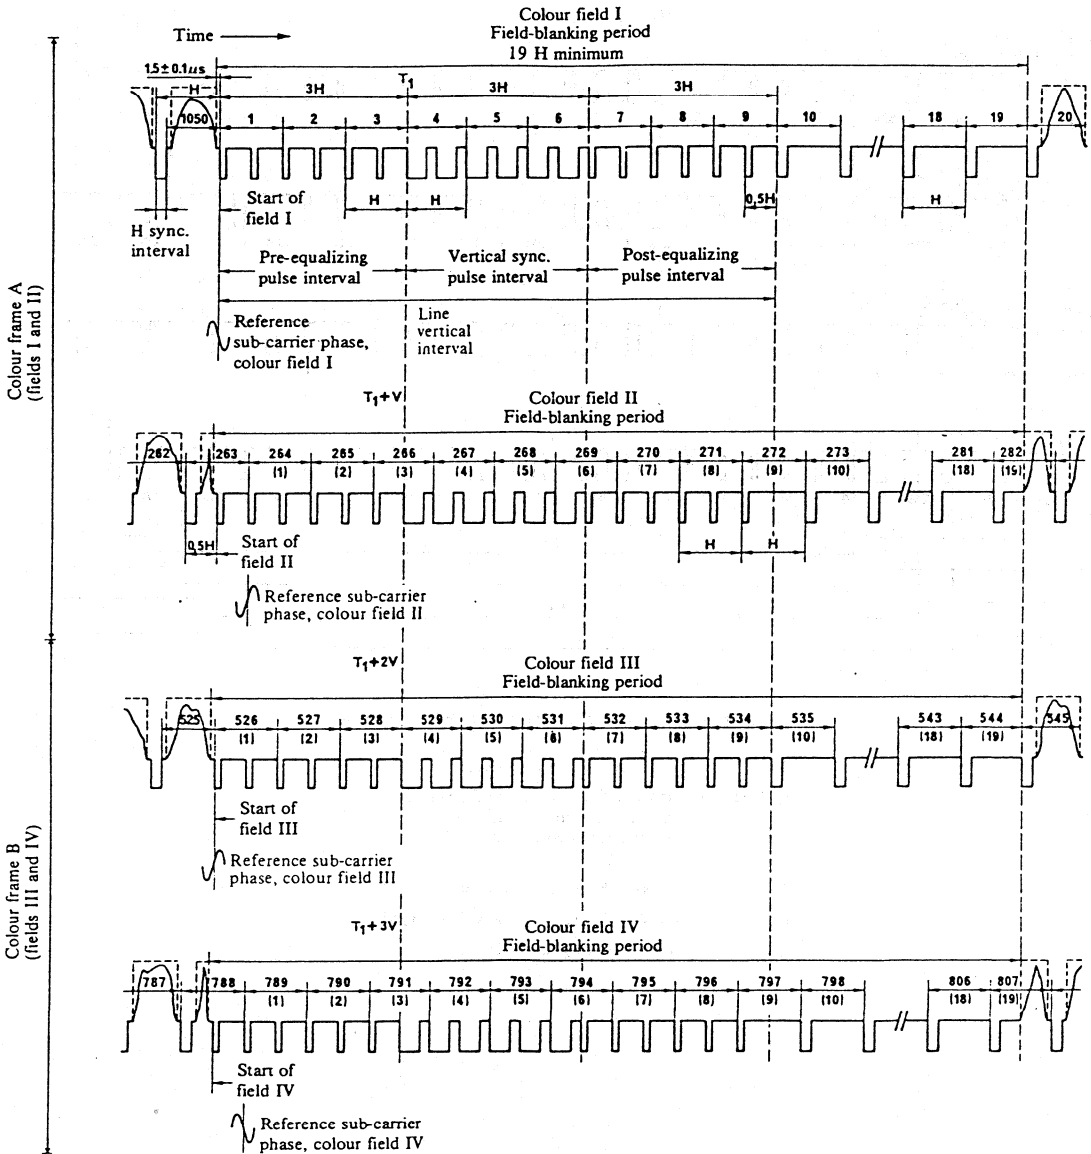 Colour field I
Field-blanking period
19 H minimum
Time
1,5 ± 0.1 µs
T1
H 3H 3H 3H
1050 1 2 3 4 5 6 7 8 9 10 18 19 20
Start of
field I
H H 0,5H H
H sync.
interval
Pre-equalizing
pulse interval
Vertical sync.
pulse interval
Post-equalizing
pulse interval
Reference
sub-carrier phase,
colour field I
Line
vertical
interval
Colour frame A
(fields I and II)
T1+V
Colour field II
Field-blanking period
262 263 264 265 266 267 268 269 270 271 272 273 281 282
(1) (2) (3) (4) (5) (6) (7) (8) (9) (10) (18) (19)
0,5H
Start of
field II
H H
Reference sub-carrier
phase, colour field II
T1+2V
Colour field III
Field-blanking period
525 526 527 528 529 530 531 532 533 534 535 543 544 545
(1) (2) (3) (4) (5) (6) (7) (8) (9) (10) (18) (19)
Start of
field III
Reference sub-carrier
phase, colour field III
Colour frame B
(fields III and IV)
T1+3V
Colour field IV
Field-blanking period
787 788 789 790 791 792 793 794 795 796 797 798 806 807
(1) (2) (3) (4) (5) (6) (7) (8) (9) (10) (18) (19)
Start of
field IV
Reference sub-carrier
phase, colour field IV